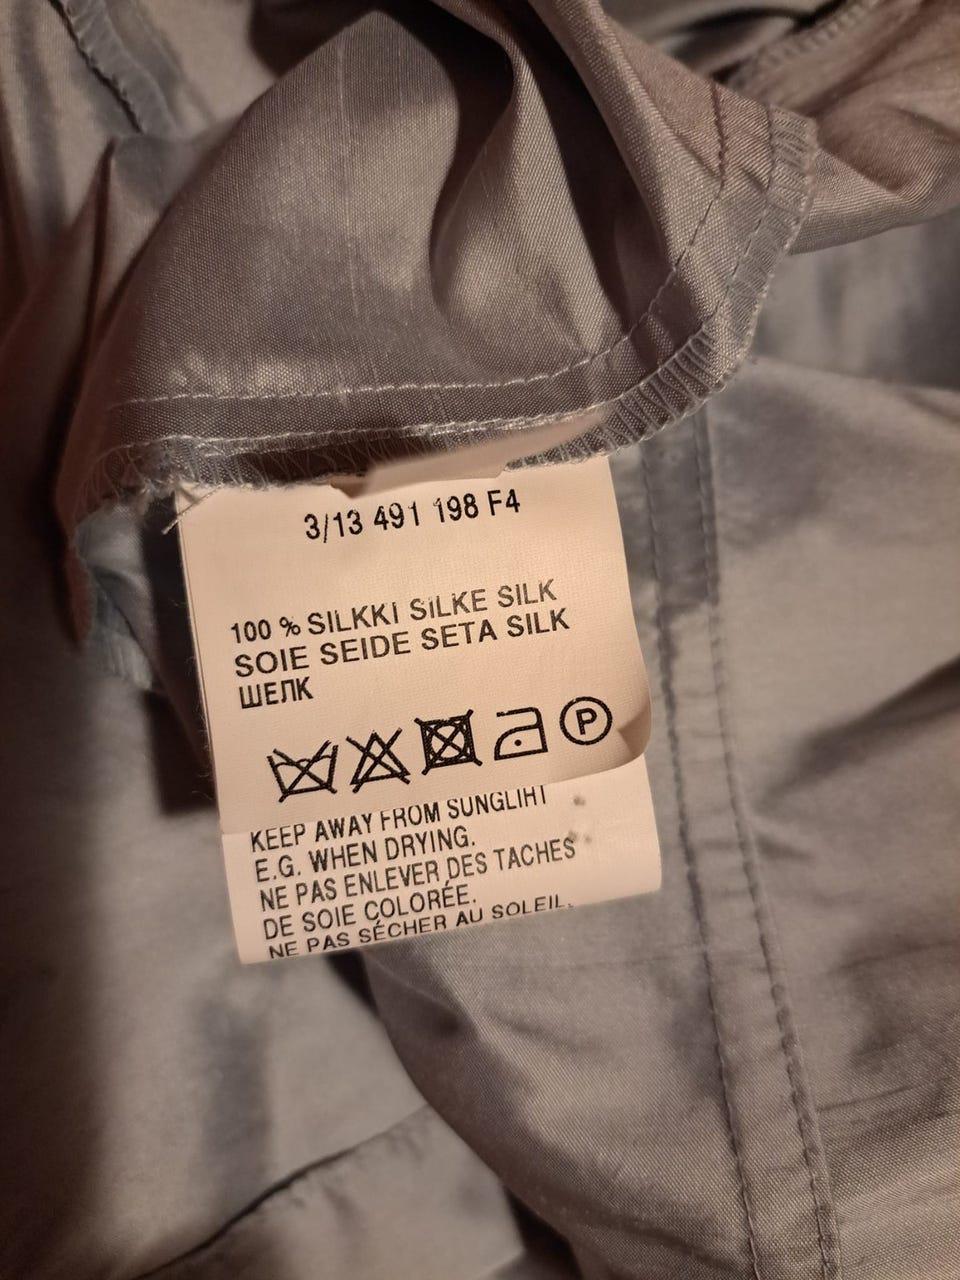 3/13 491 198 F4
100 % SILKKI SILKE SILK
SOIE SEIDE SETA SILK
ШЕЛК
P
KEEP AWAY FROM SUNGLIHT
E.G. WHEN DRYING.
NE PAS ENLEVER DES TACHES
DE SOIE COLORÉE.
NE PAS SÉCHER AU SOLEIL.